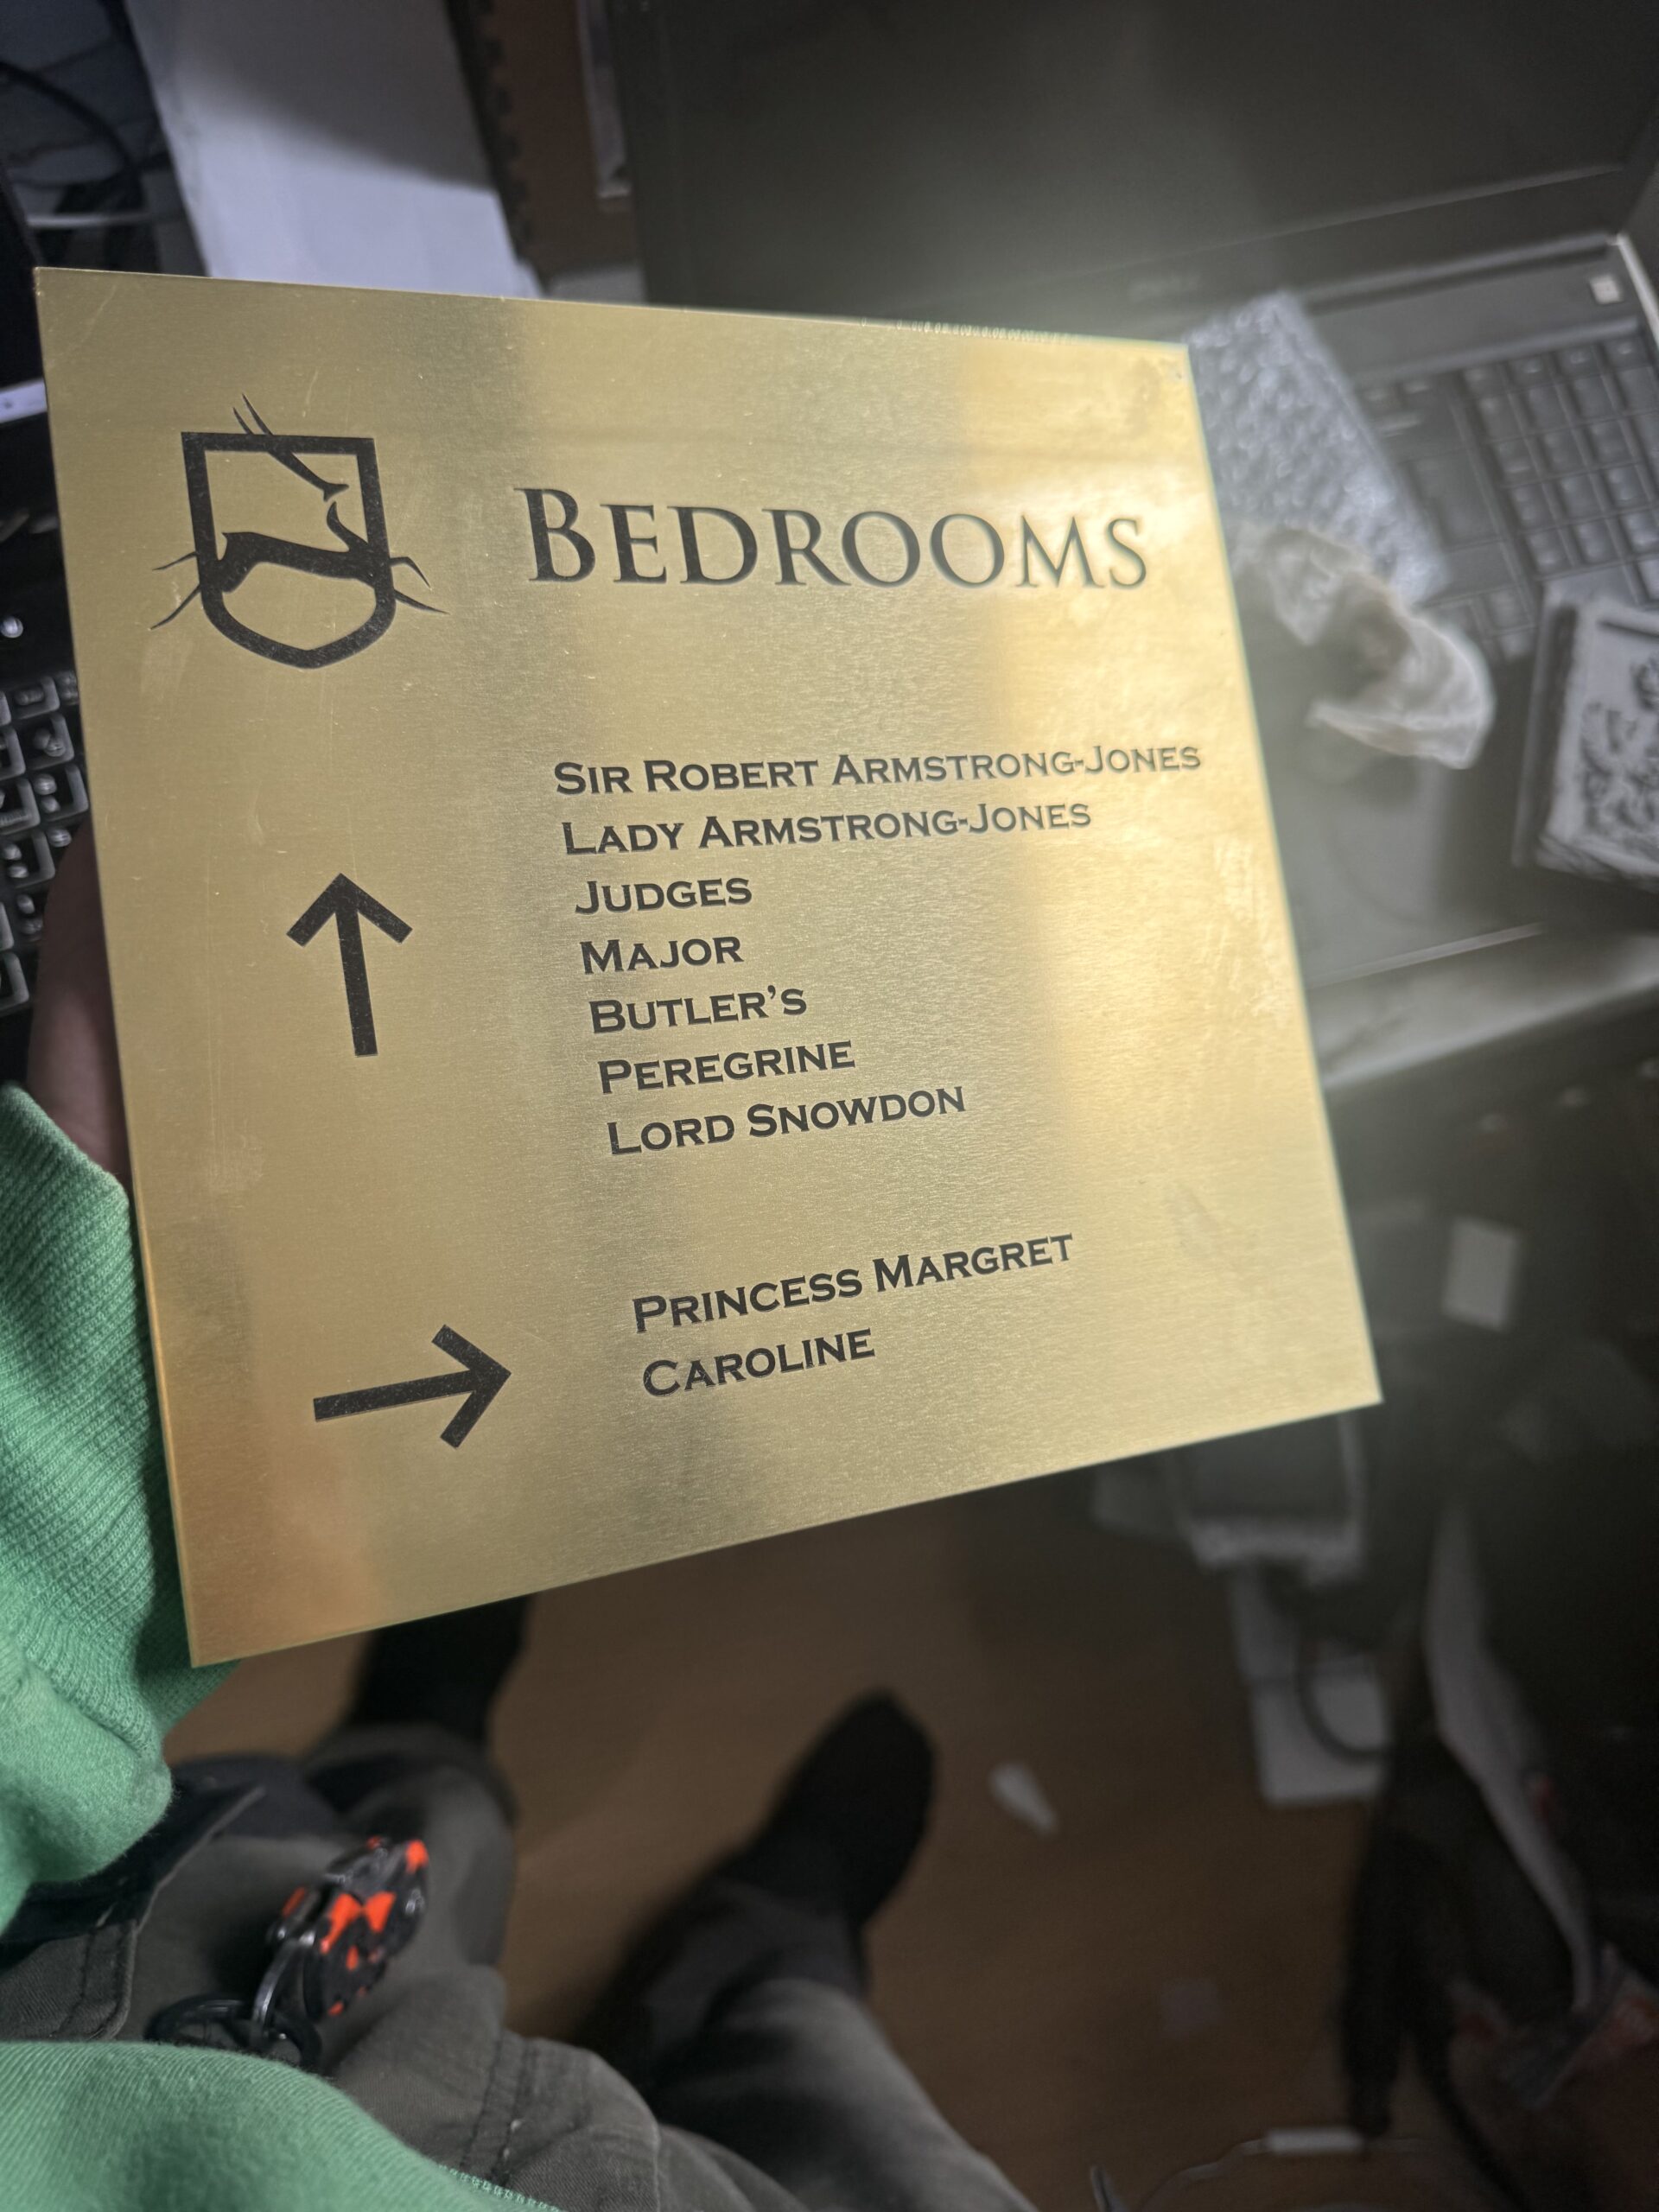 BEDROOMS
SIR ROBERT ARMSTRONG-JONES
LADY ARMSTRONG-JONES
JUDGES
MAJOR
BUTLER’S
PEREGRINE
LORD SNOWDON
PRINCESS MARGRET
CAROLINE